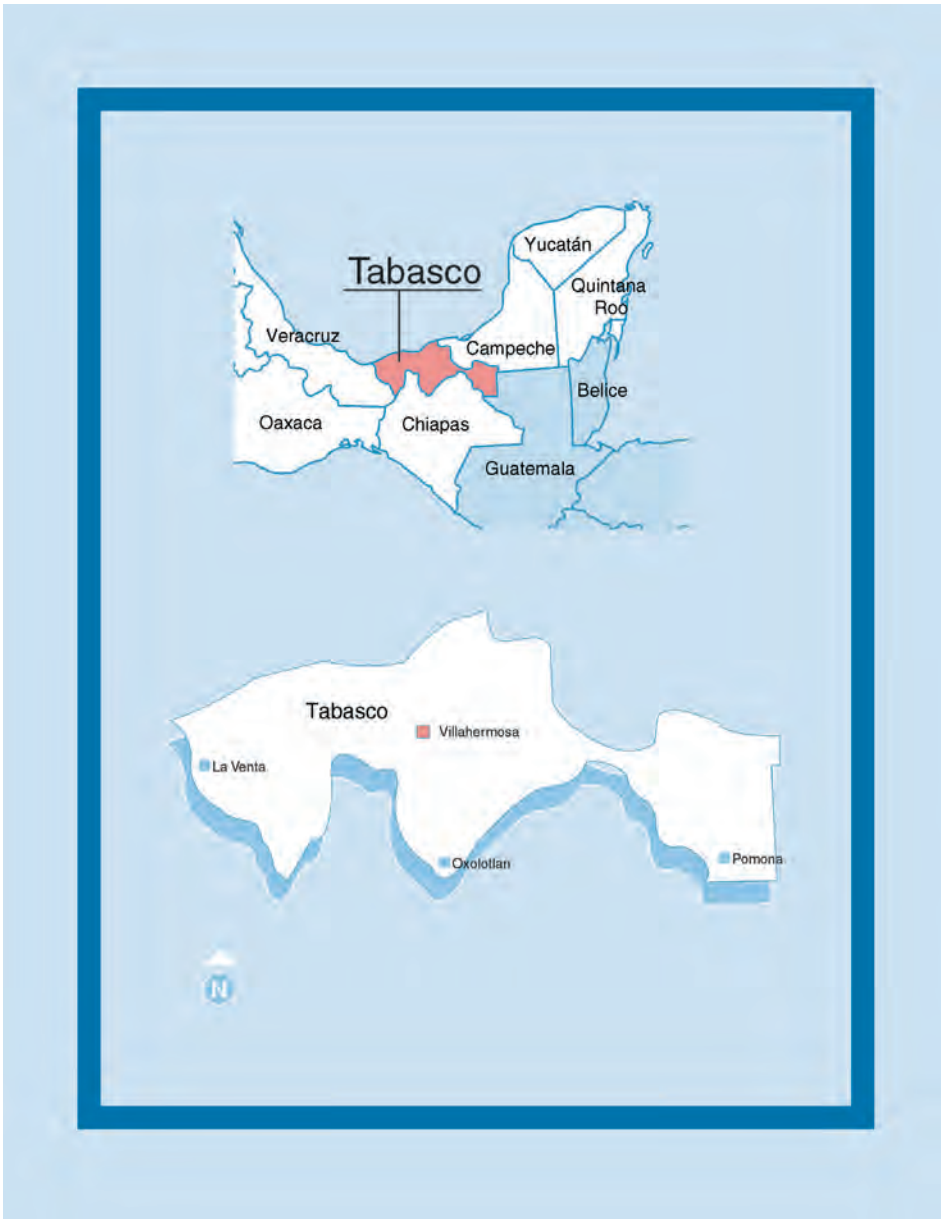 Yucatán
Tabasco
Quintana
Roo
Veracruz
Campeche
Belice
Oaxaca
Chiapas
Guatemala
Tabasco
Villahermosa
La Venta
Oxolotlan
Pomona
N